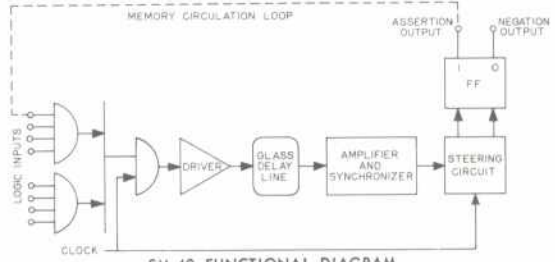 ASSERTION OUTPUT
NEGATION OUTPUT
MEMORY CIRCULATION LOOP
1 0
FF
LOGIC INPUTS
DRIVER
GLASS DELAY LINE
AMPLIFIER AND SYNCHRONIZER
STEERING CIRCUIT
CLOCK
FUNCTIONAL DIAGRAM